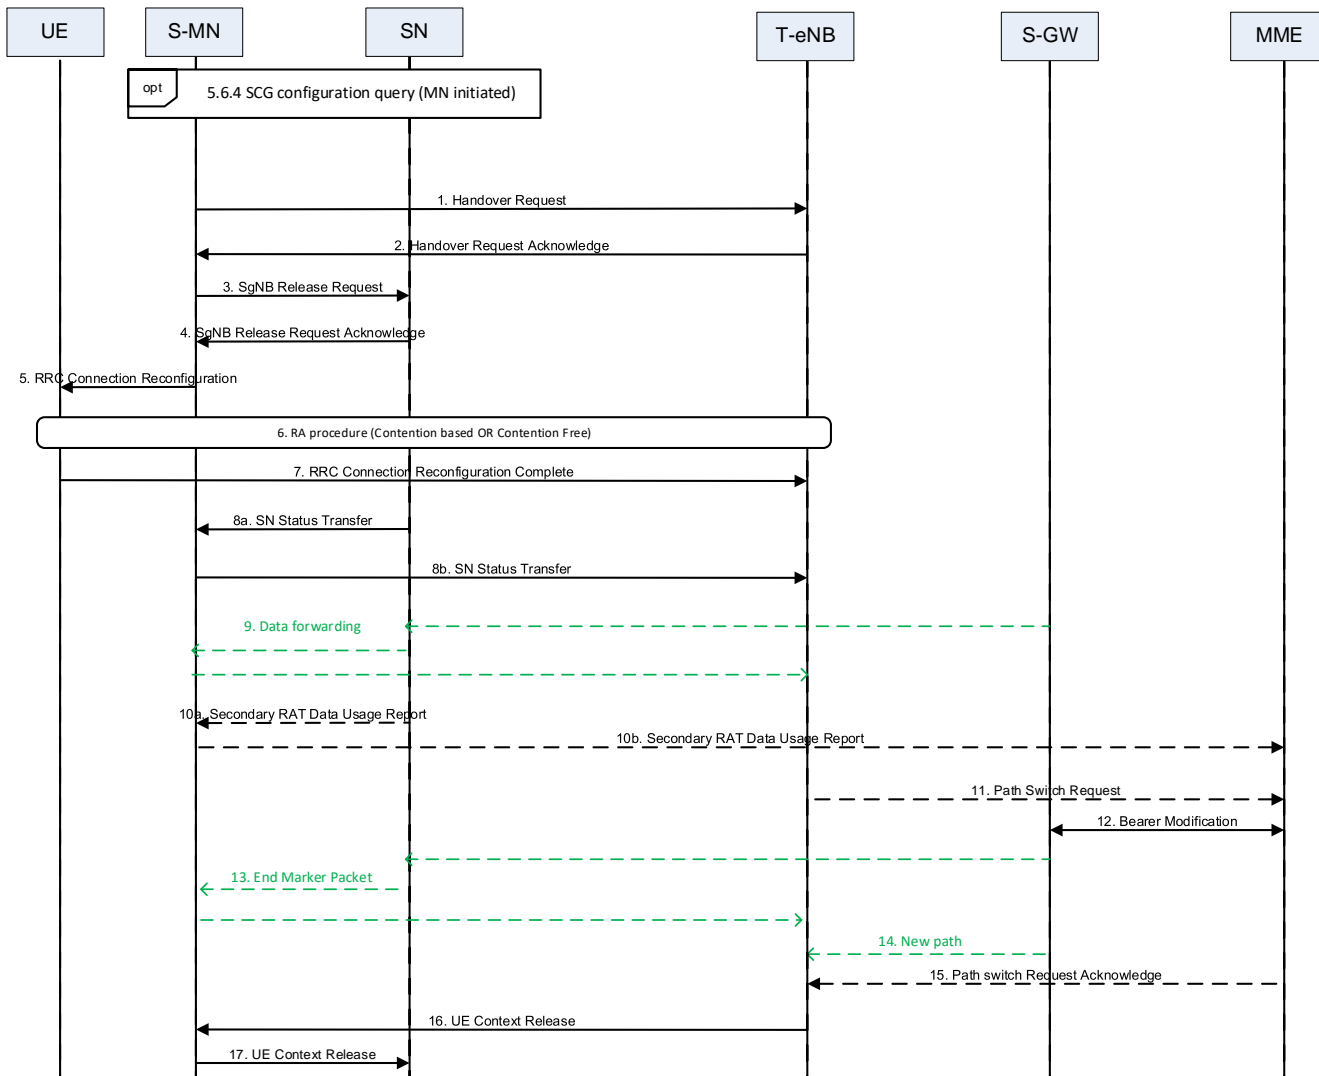 UE
S-MN
SN
T-eNB
S-GW
MME
opt
5.6.4 SCG configuration query (MN initiated)
1. Handover Request
2. Handover Request Acknowledge
3. SgNB Release Request
4. SgNB Release Request Acknowledge
5. RRC Connection Reconfiguration
6. RA procedure (Contention based OR Contention Free)
7. RRC Connection Reconfiguration Complete
8a. SN Status Transfer
8b. SN Status Transfer
9. Data forwarding
10a. Secondary RAT Data Usage Report
10b. Secondary RAT Data Usage Report
11. Path Switch Request
12. Bearer Modification
13. End Marker Packet
14. New path
15. Path switch Request Acknowledge
16. UE Context Release
17. UE Context Release